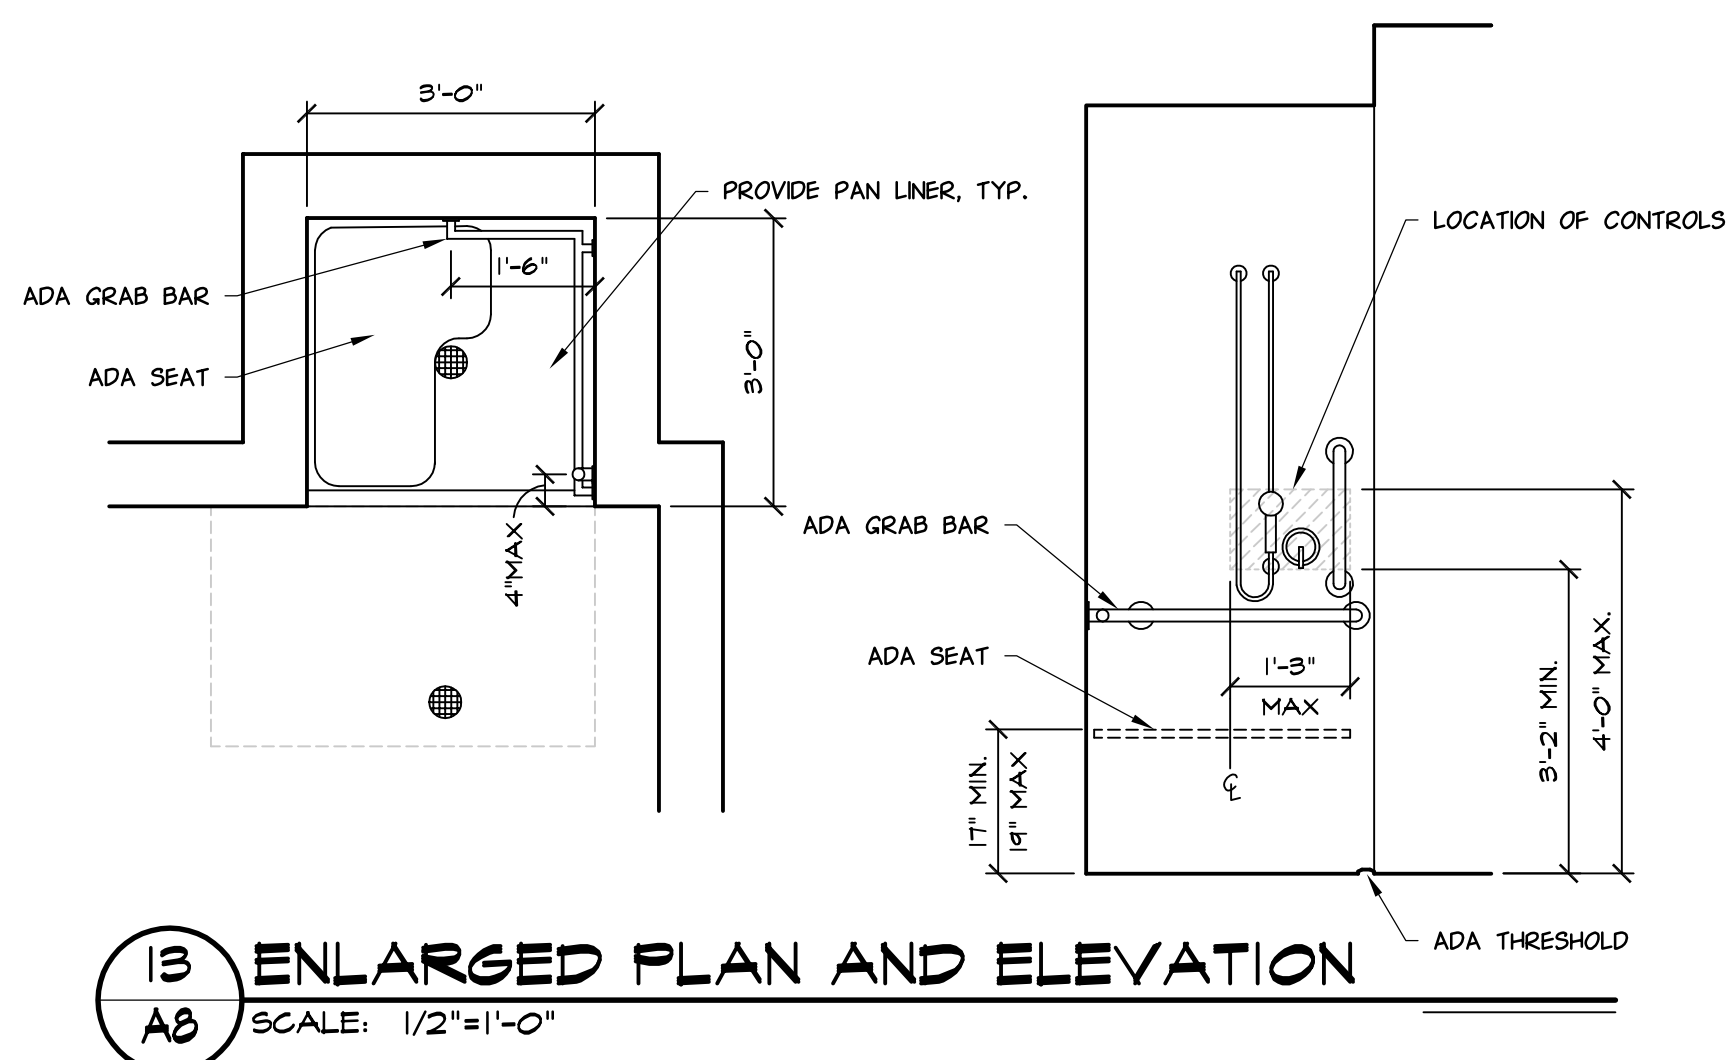 3'-0"
PROVIDE PAN LINER, TYP.
LOCATION OF CONTROLS
1'-6"
ADA GRAB BAR
3'-0"
ADA SEAT
4"MAX
ADA GRAB BAR
ADA SEAT
1'-3"
MAX
17" MIN.
19" MAX
3'-2" MIN.
4'-0" MAX.
℄
ADA THRESHOLD
13
ENLARGED PLAN AND ELEVATION
A8
SCALE: 1/2"=1'-0"